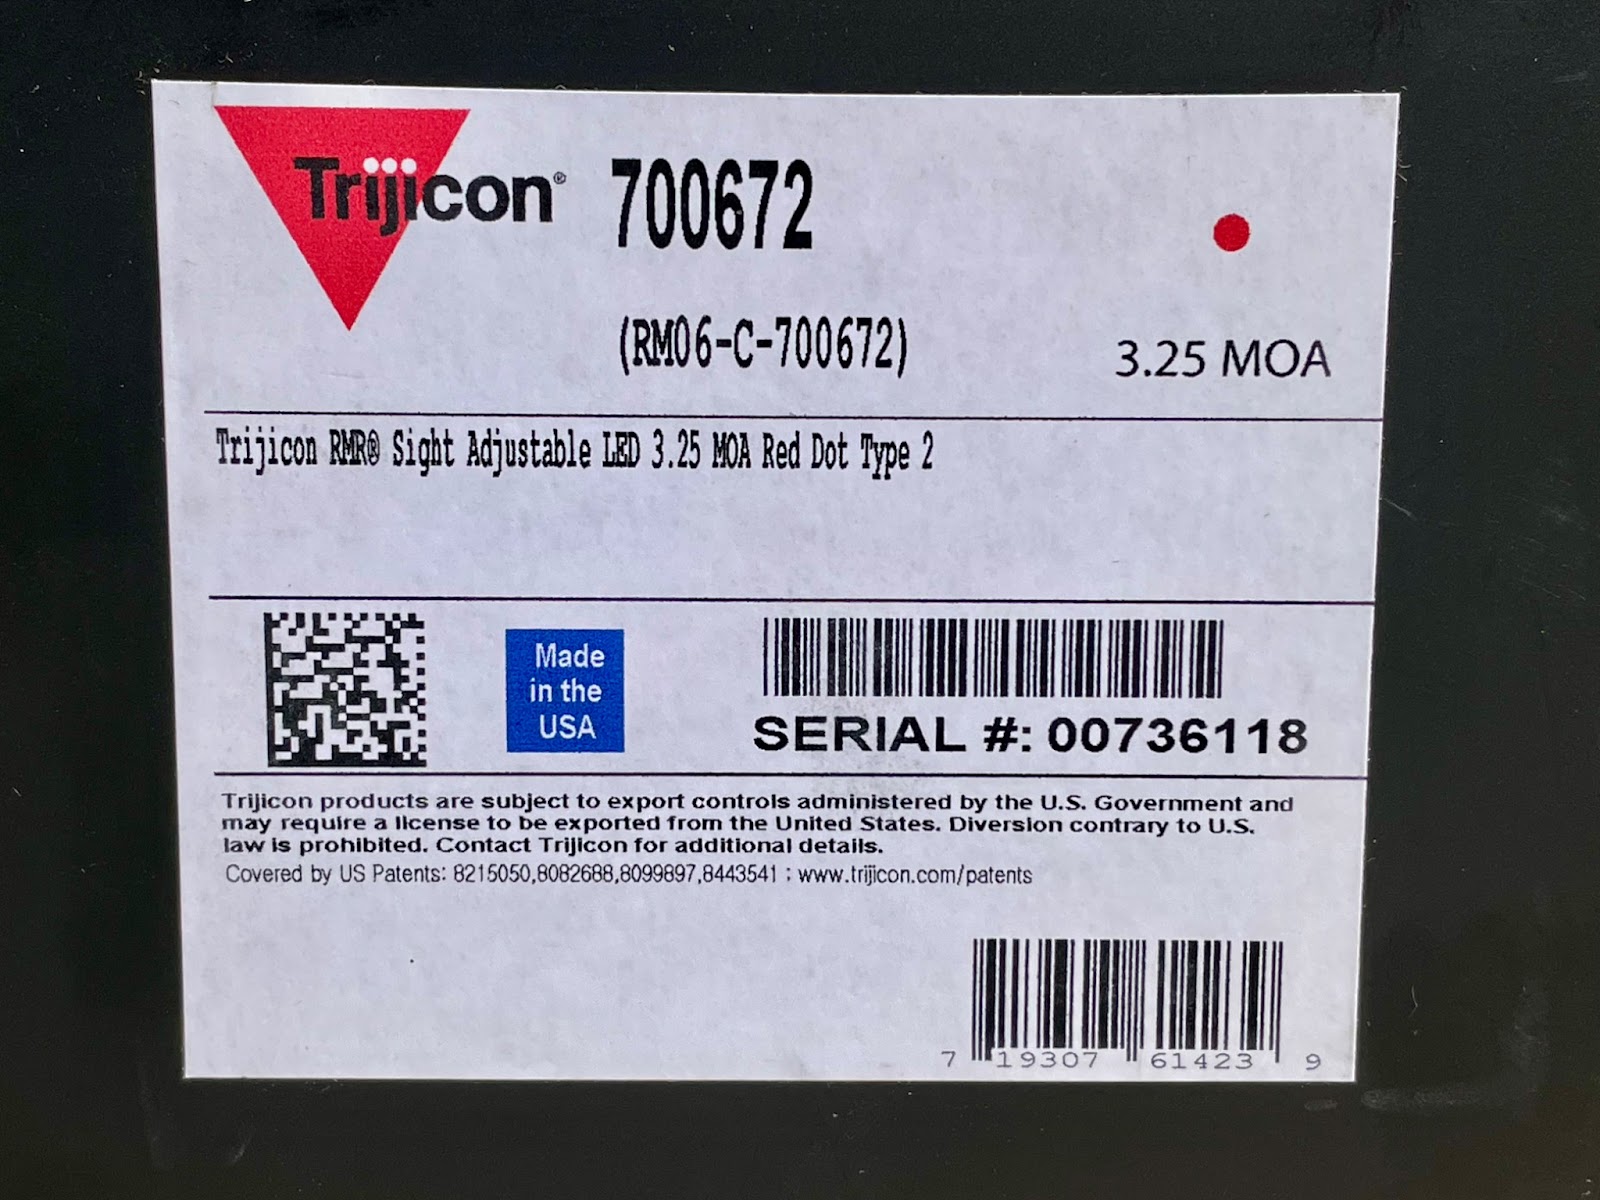 Trijicon® 700672
(RM06-C-700672)
3.25 MOA
Trijicon RMR® Sight Adjustable LED 3.25 MOA Red Dot Type 2
Made
in the
USA
SERIAL #: 00736118
Trijicon products are subject to export controls administered by the U.S. Government and
may require a license to be exported from the United States. Diversion contrary to U.S.
law is prohibited. Contact Trijicon for additional details.
Covered by US Patents: 8215050,8082688,8099897,8443541 ; www.trijicon.com/patents
7 19307 61423 9